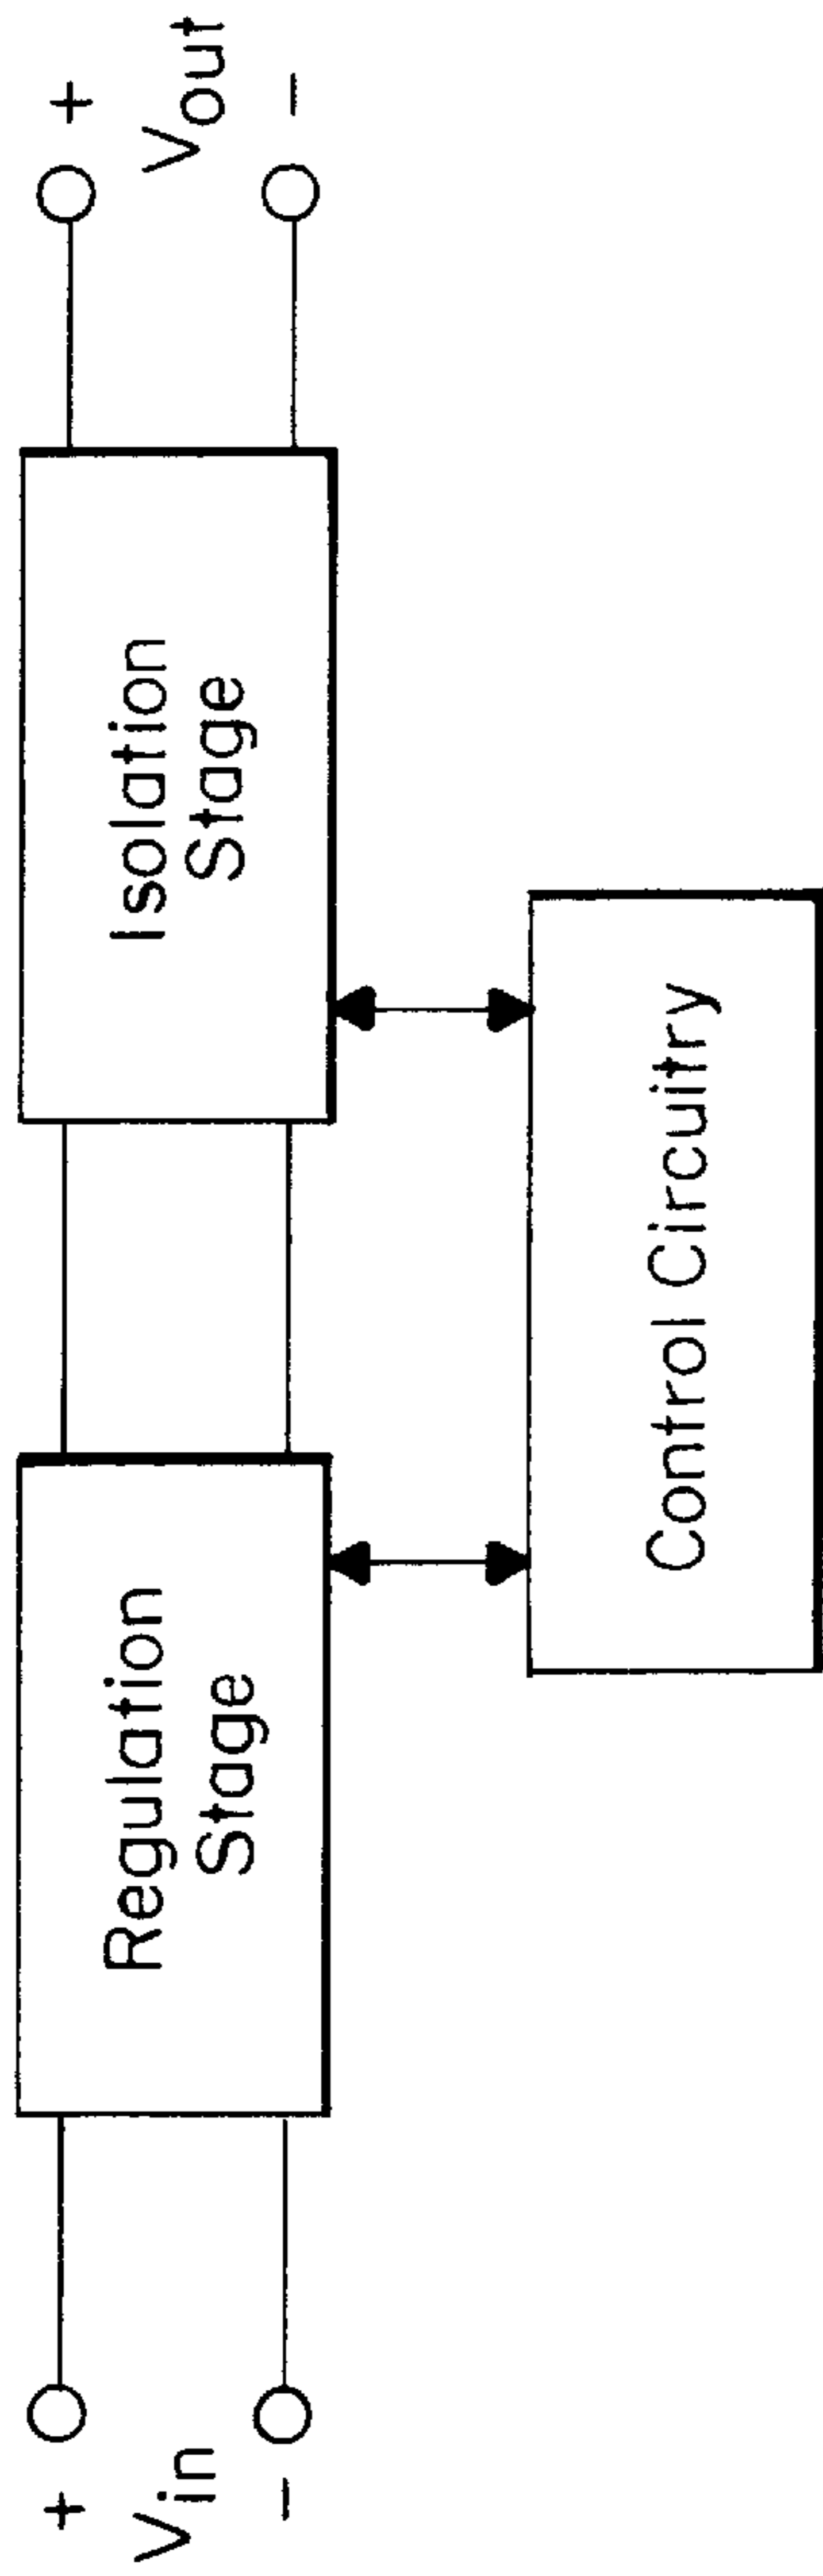 +
Vin
-
Regulation
Stage
Isolation
Stage
+
Vout
-
Control Circuitry